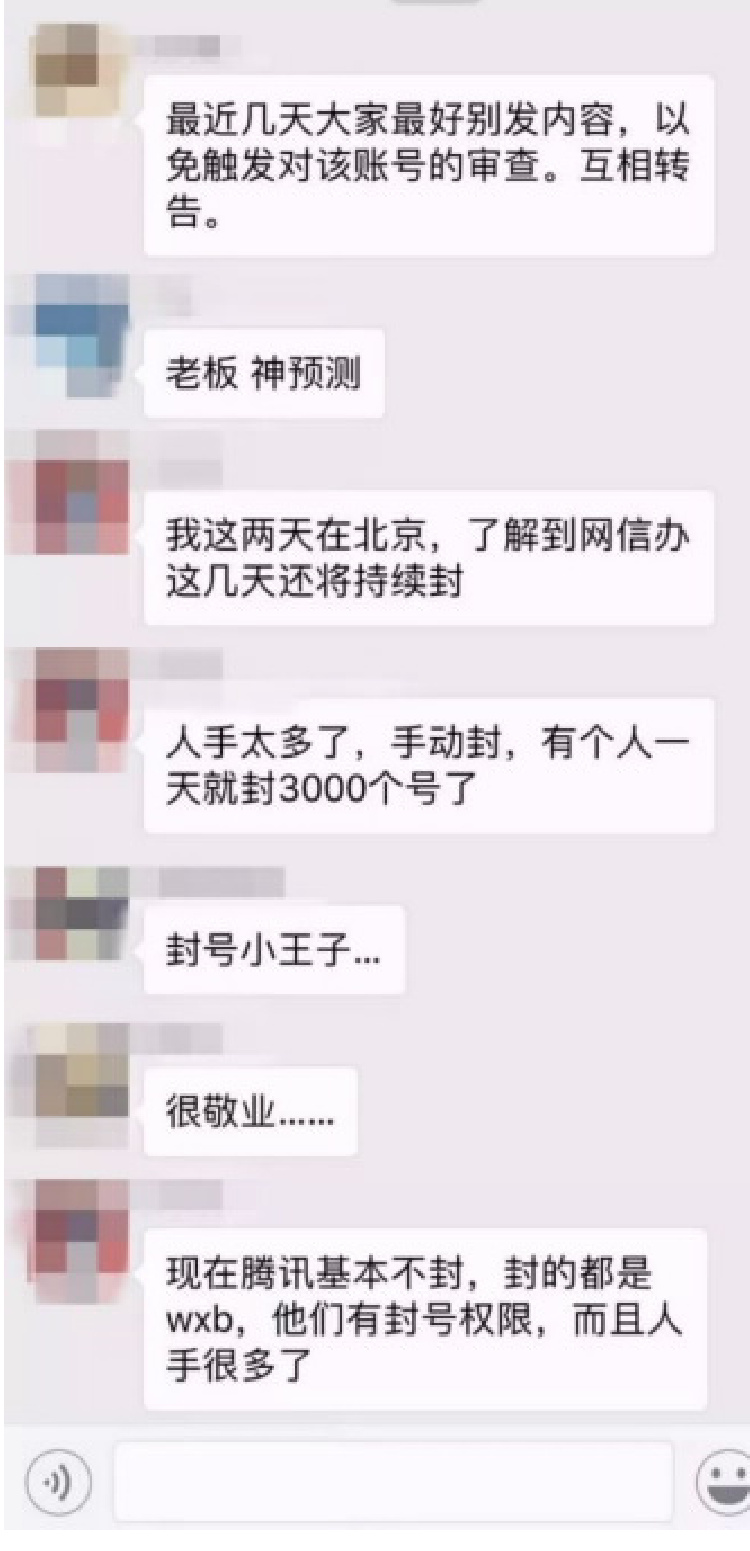 最近几天大家最好别发内容，以
免触发对该账号的审查。互相转
告。
老板 神预测
我这两天在北京，了解到网信办
这几天还将持续封
人手太多了，手动封，有个人一
天就封3000个号了
封号小王子...
很敬业......
现在腾讯基本不封，封的都是
wxb，他们有封号权限，而且人
手很多了